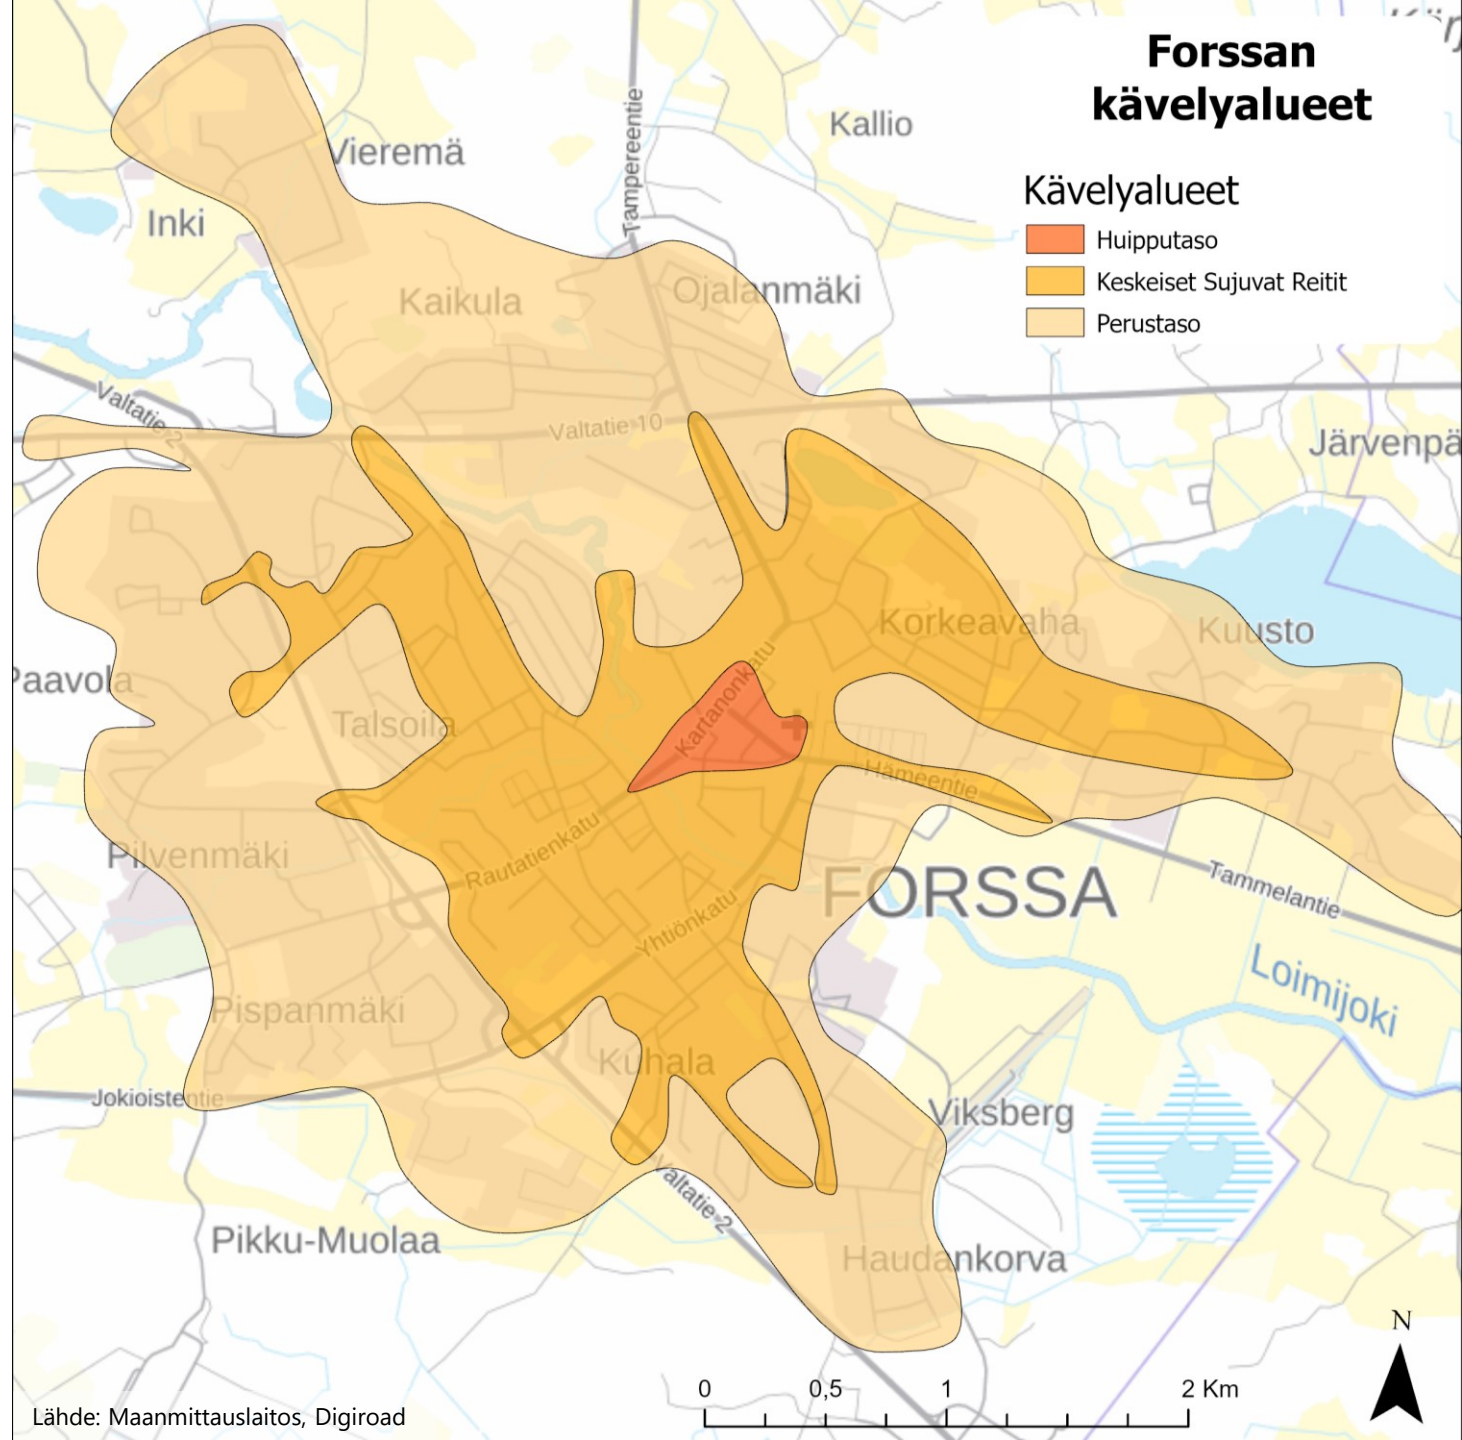 Forssan
kävelyalueet
Kävelyalueet
Huipputaso
Keskeiset Sujuvat Reitit
Perustaso
Kallio
Tampereentie
Vieremä
Inki
Kaikula
Ojalanmäki
Valtatie 2
Valtatie 10
Järvenpä
Korkeavaha
Kuusto
Paavola
Talsoila
Kartanonkatu
Hämeentie
Rautatienkatu
Pilvenmäki
FORSSA
Tammelantie
Yhtiönkatu
Loimijoki
Pispanmäki
Kuhala
Jokioistentie
Viksberg
Valtatie 2
Pikku-Muolaa
Haudankorva
N
0 0,5 1 2 Km
Lähde: Maanmittauslaitos, Digiroad